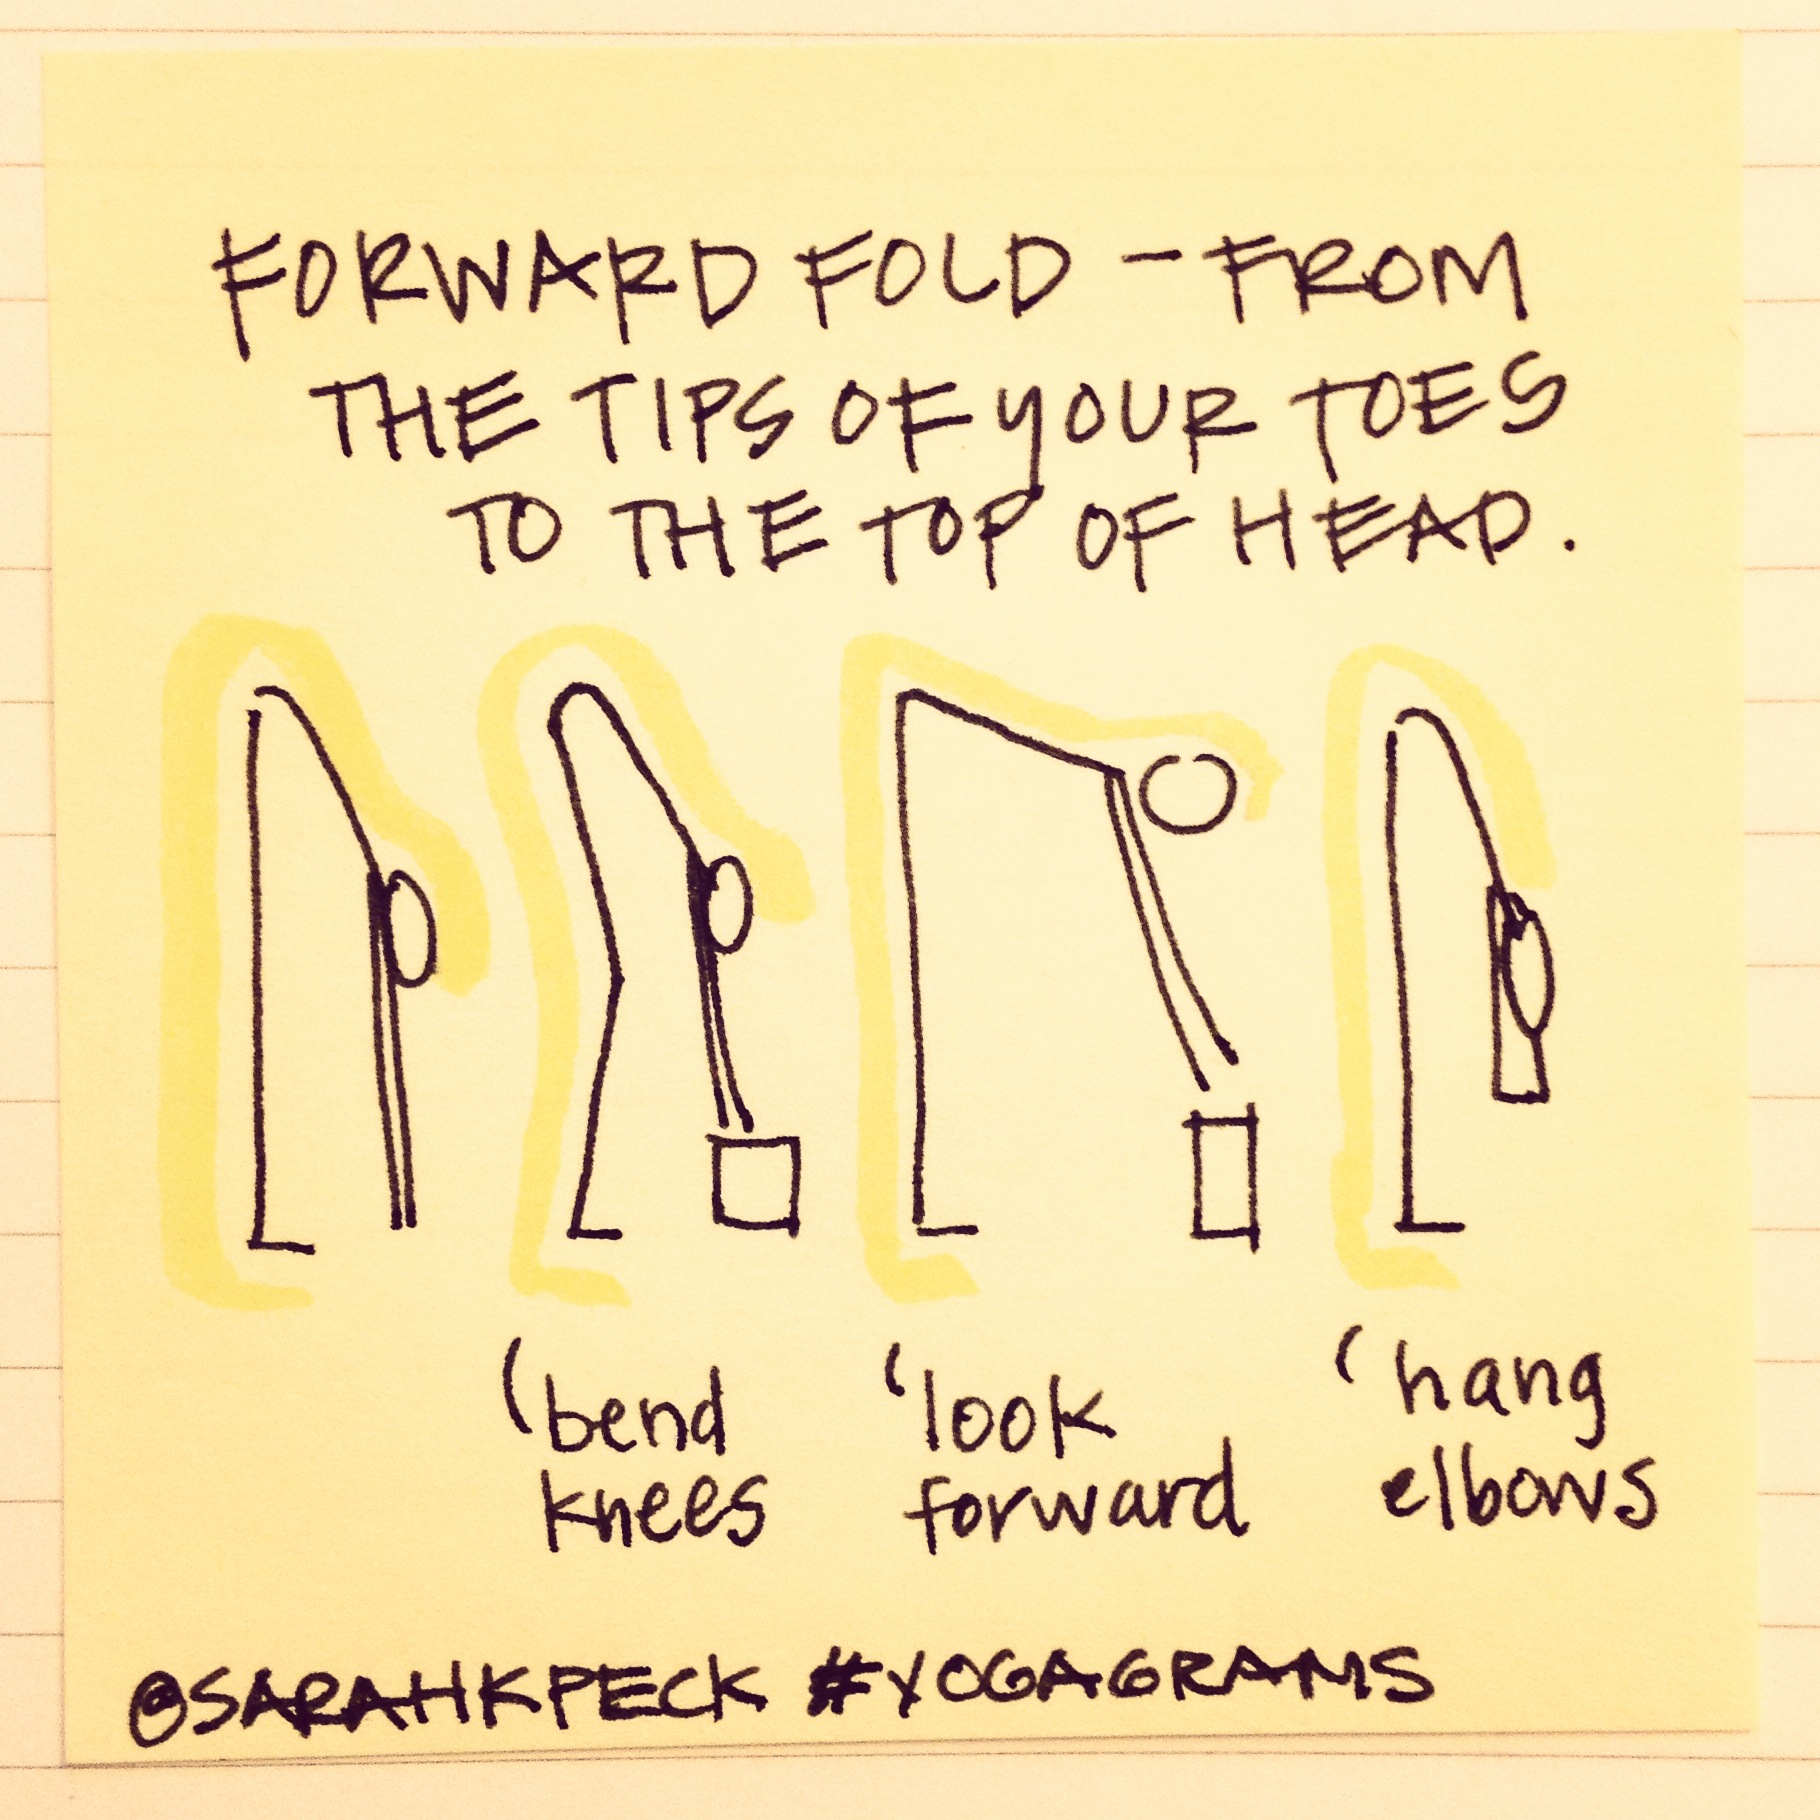 FORWARD FOLD - FROM
THE TIPS OF YOUR TOES
TO THE TOP OF HEAD.
'bend
knees
'look
forward
'hang
elbows
@SARAHKPECK #YOGAGRAMS